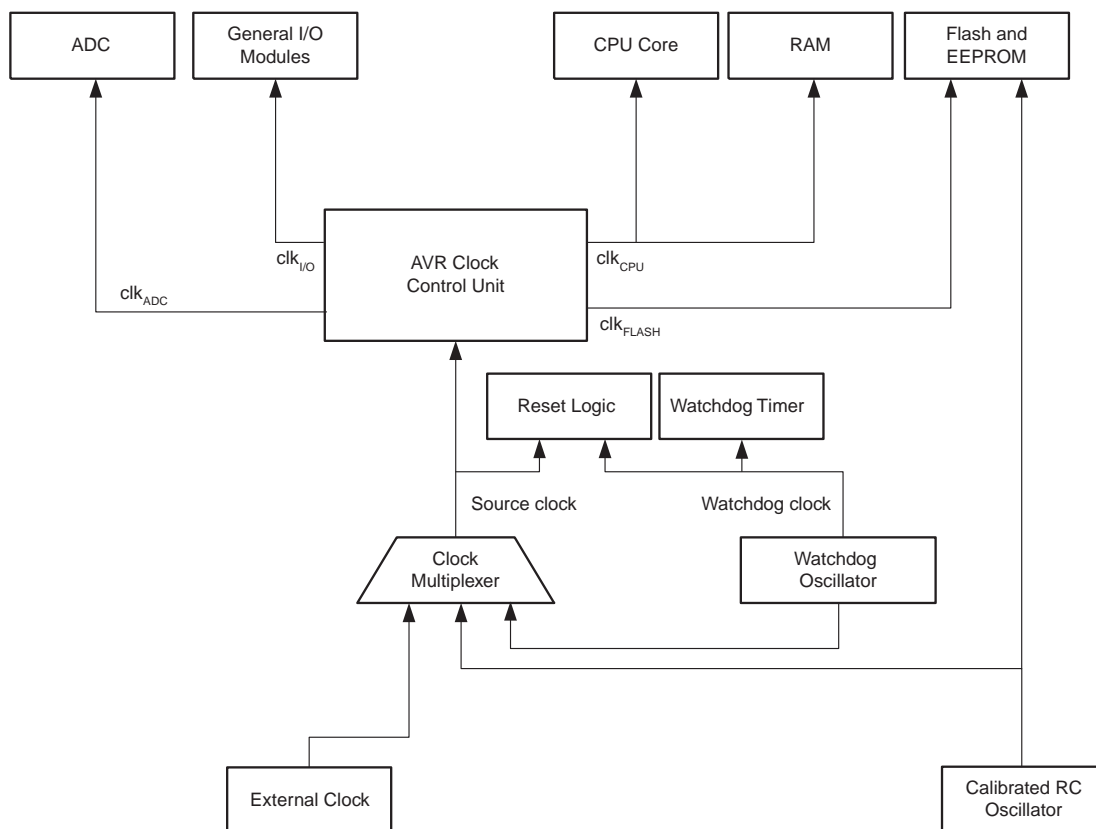 ADC
General I/O
Modules
CPU Core
RAM
Flash and
EEPROM
clkI/O
AVR Clock
Control Unit
clkCPU
clkADC
clkFLASH
Reset Logic
Watchdog Timer
Source clock
Watchdog clock
Clock
Multiplexer
Watchdog
Oscillator
External Clock
Calibrated RC
Oscillator